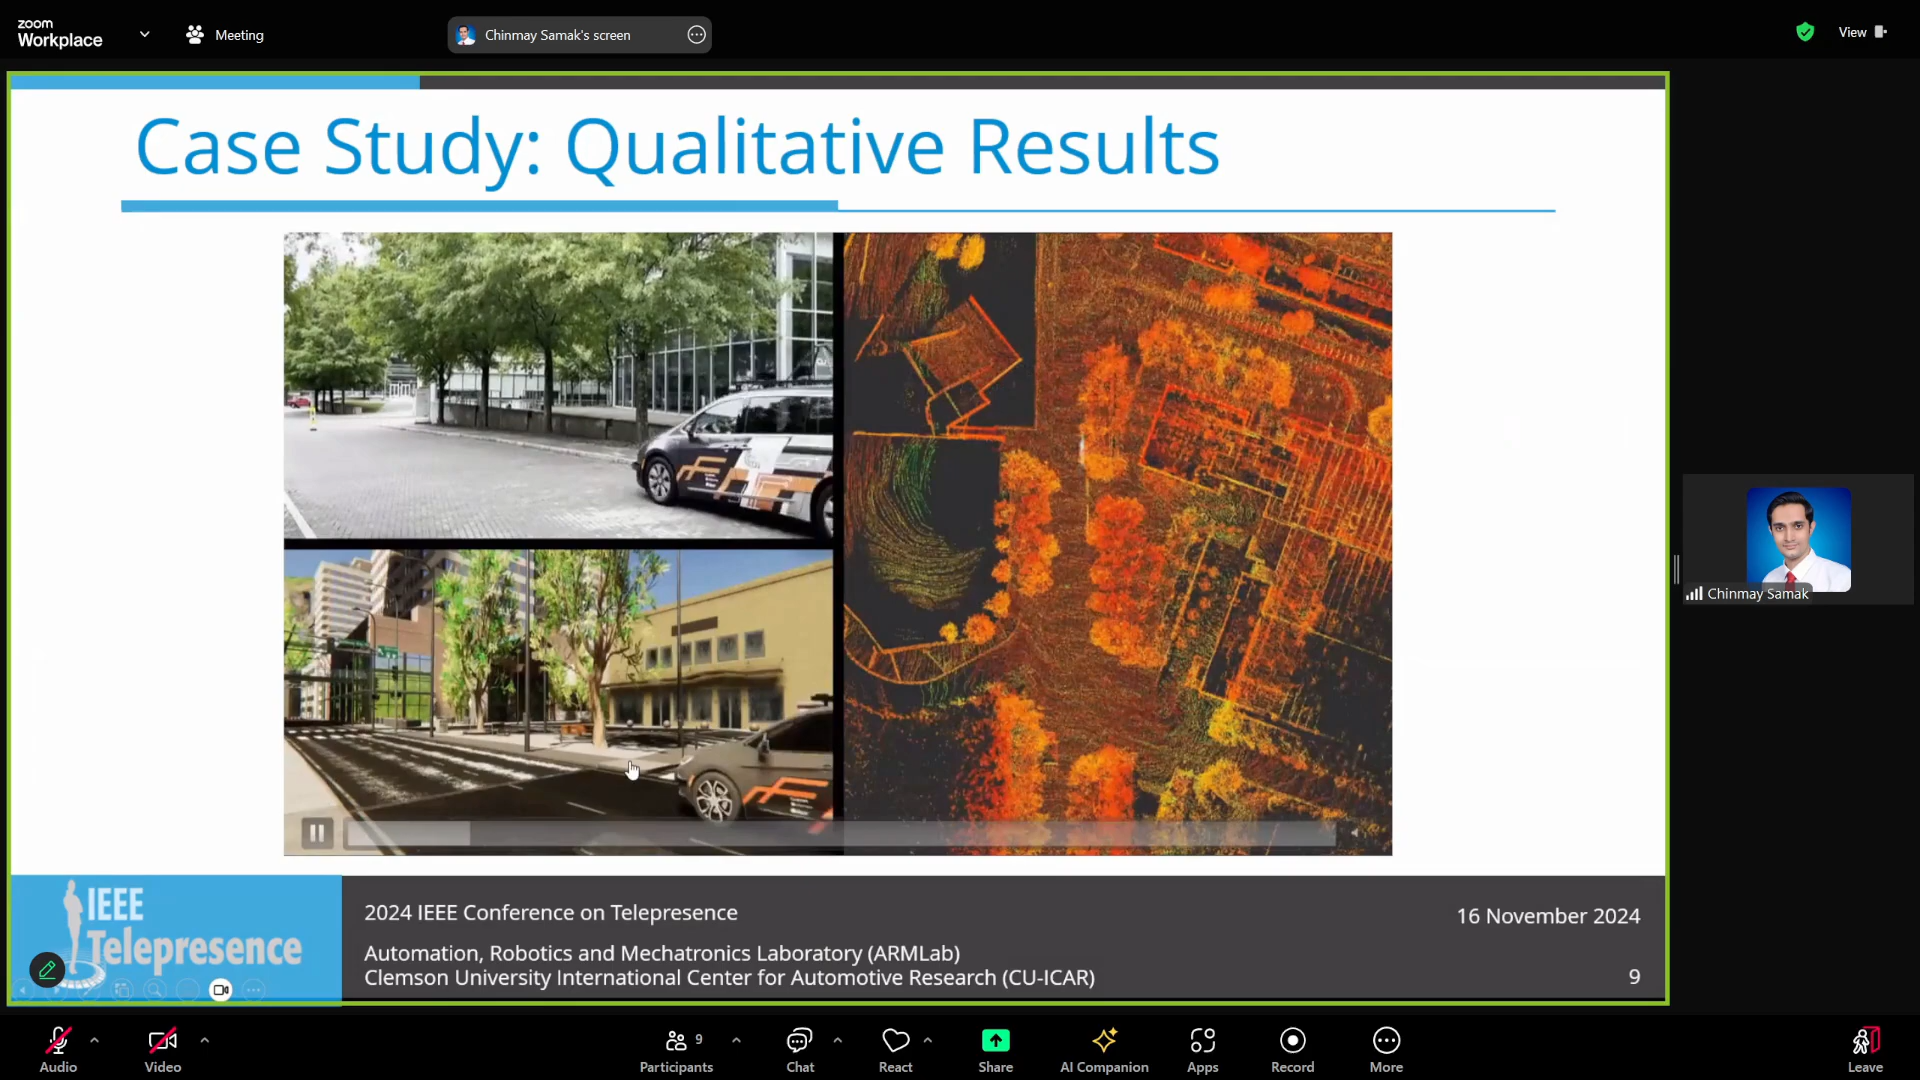 zoom
Workplace
Meeting
Chinmay Samak's screen
View
Case Study: Qualitative Results
Chinmay Samak
IEEE
Telepresence
2024 IEEE Conference on Telepresence
16 November 2024
Automation, Robotics and Mechatronics Laboratory (ARMLab)
Clemson University International Center for Automotive Research (CU-ICAR)
9
Audio
Video
9
Participants
Chat
React
Share
AI Companion
Apps
Record
More
Leave